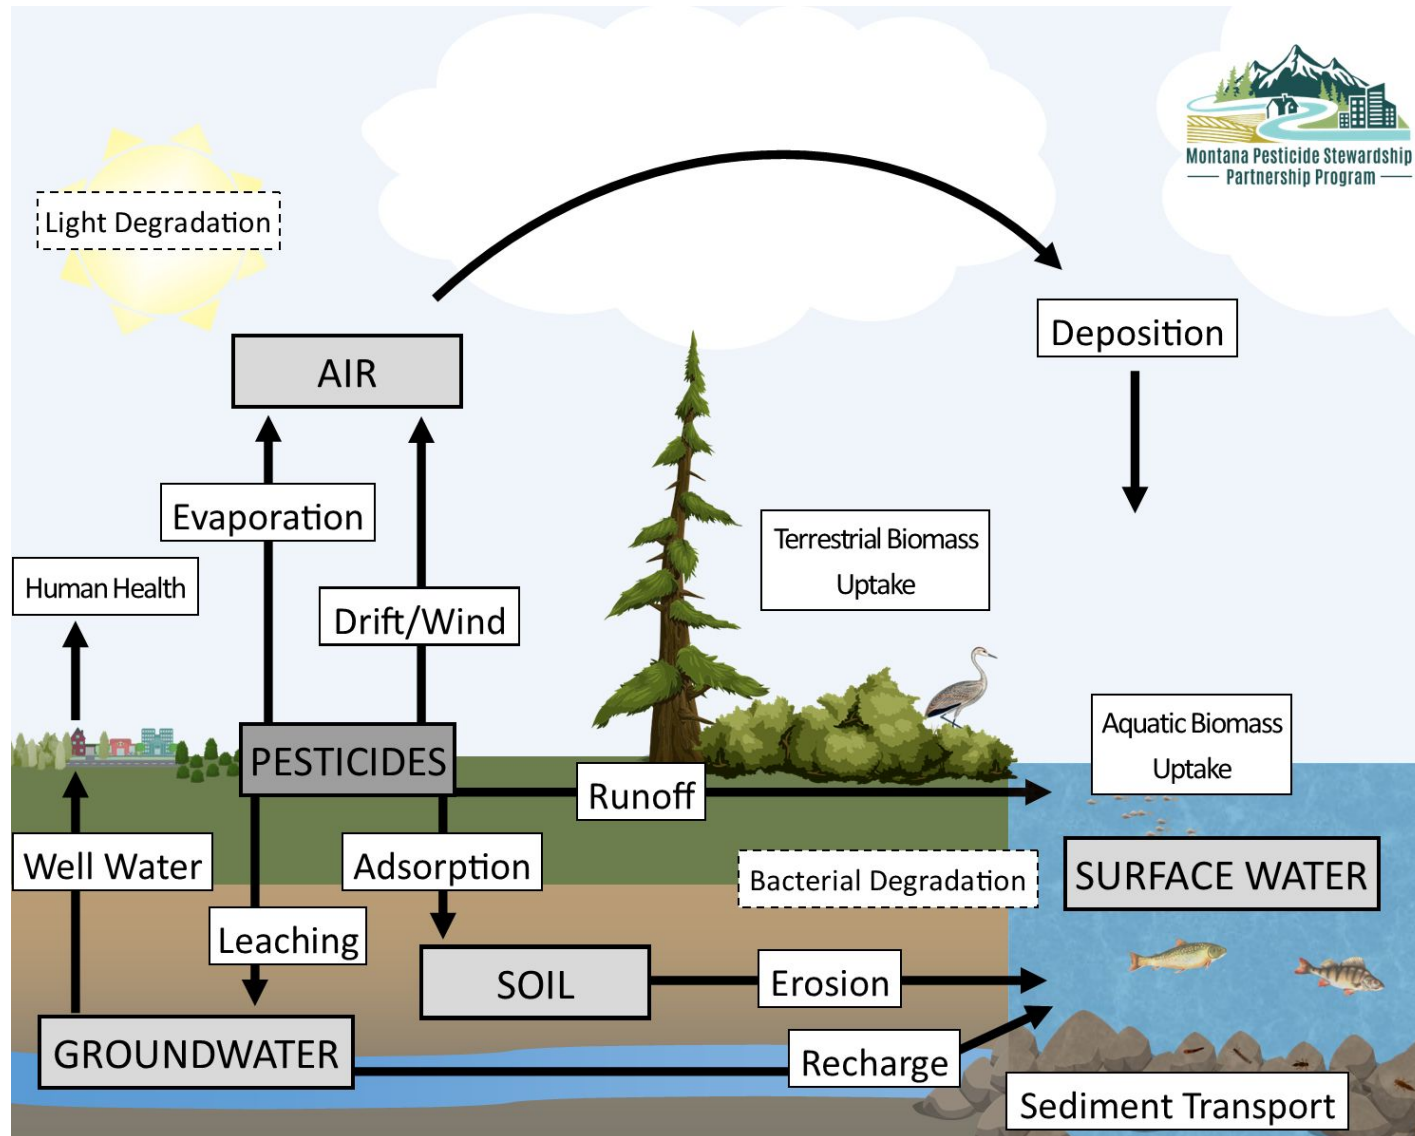 Montana Pesticide Stewardship
Partnership Program
Light Degradation
Deposition
AIR
Evaporation
Terrestrial Biomass
Uptake
Human Health
Drift/Wind
Aquatic Biomass
Uptake
PESTICIDES
Runoff
Well Water
Adsorption
Bacterial Degradation
SURFACE WATER
Leaching
SOIL
Erosion
GROUNDWATER
Recharge
Sediment Transport